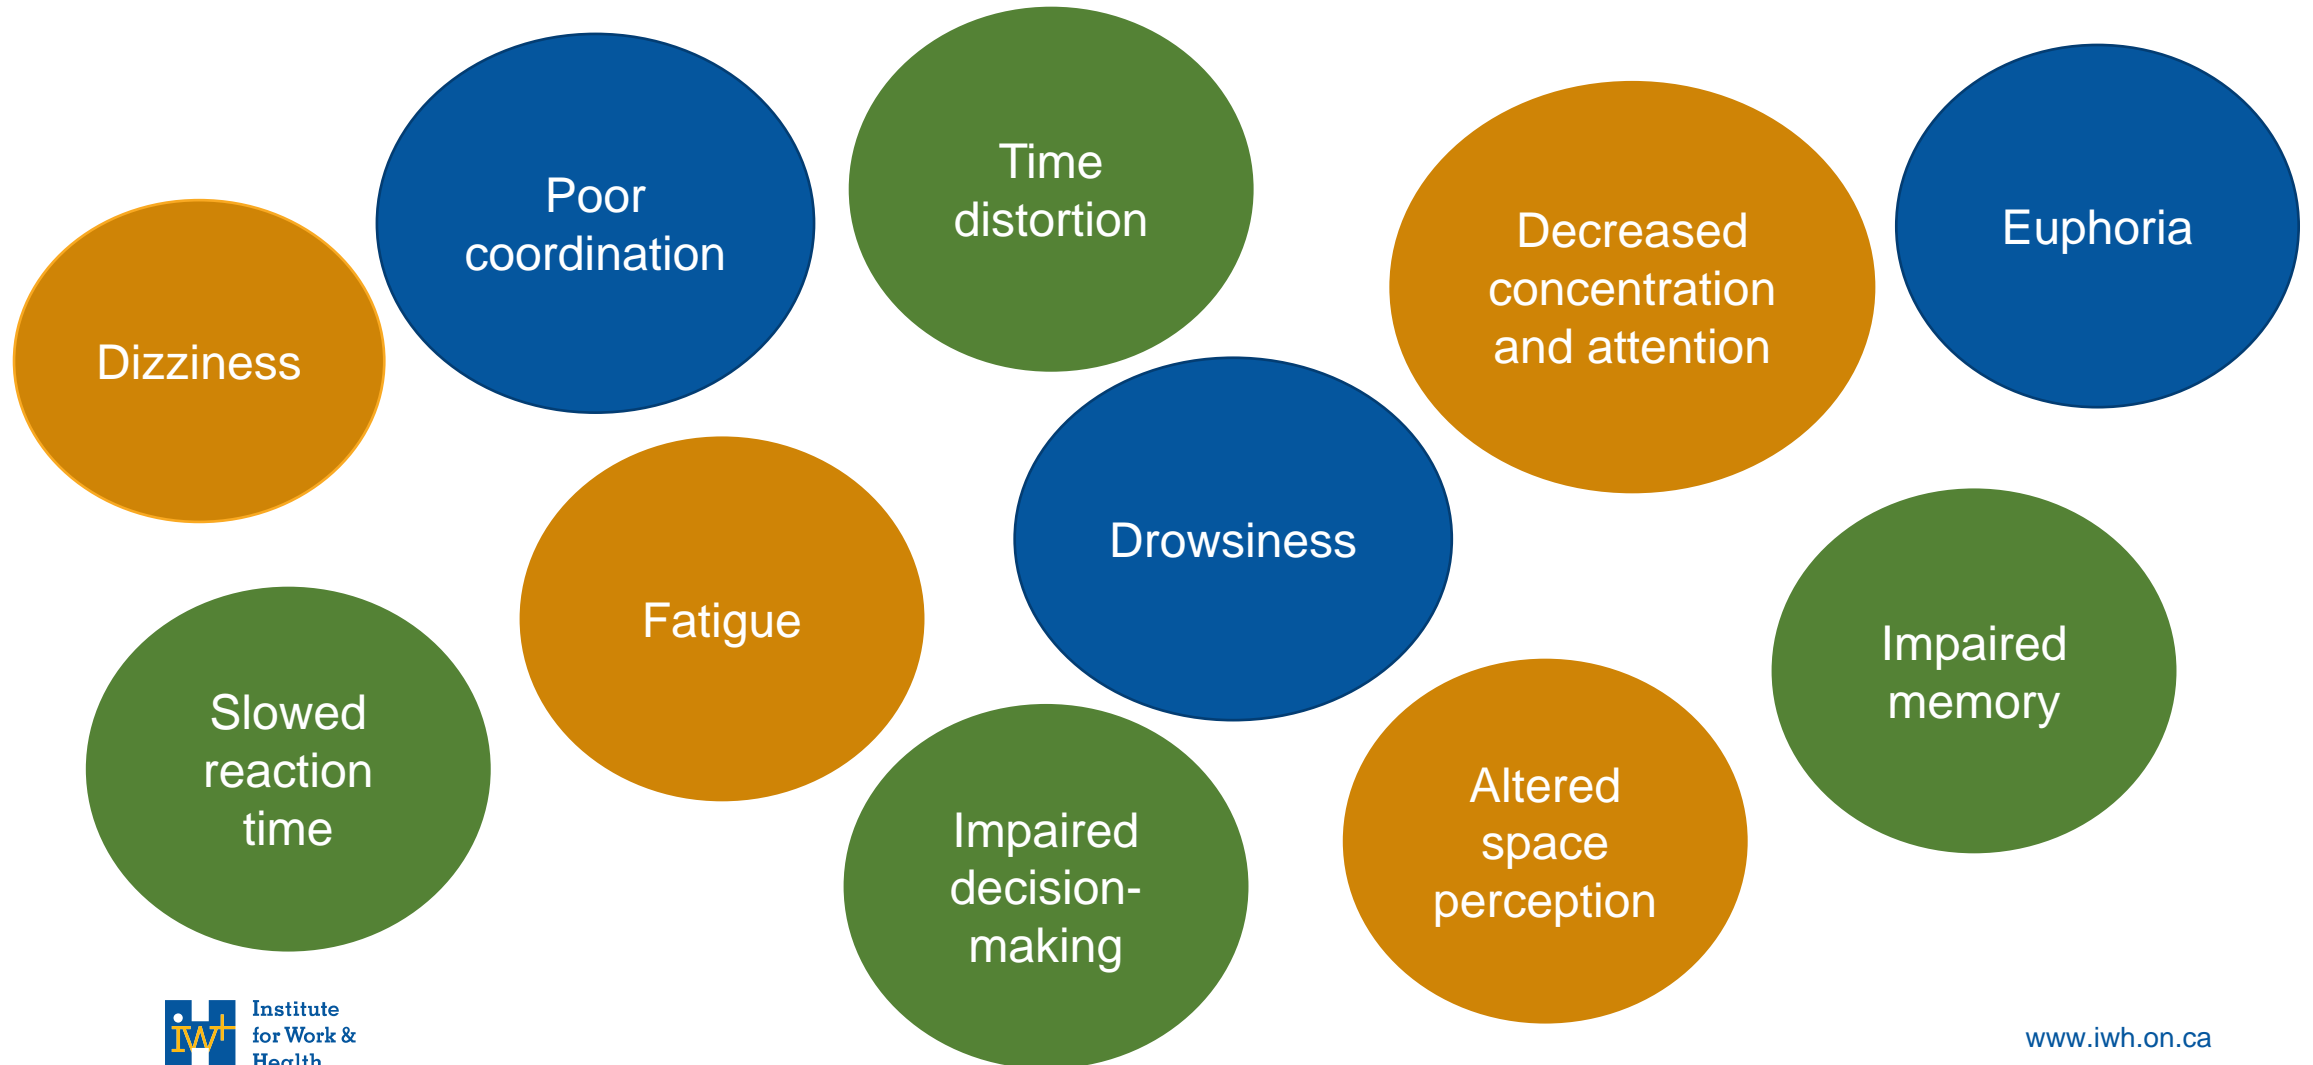 Dizziness
Poor
coordination
Time
distortion
Decreased
concentration
and attention
Euphoria
Slowed
reaction
time
Fatigue
Drowsiness
Impaired
decision-
making
Altered
space
perception
Impaired
memory
iwh
Institute
for Work &
Health
www.iwh.on.ca